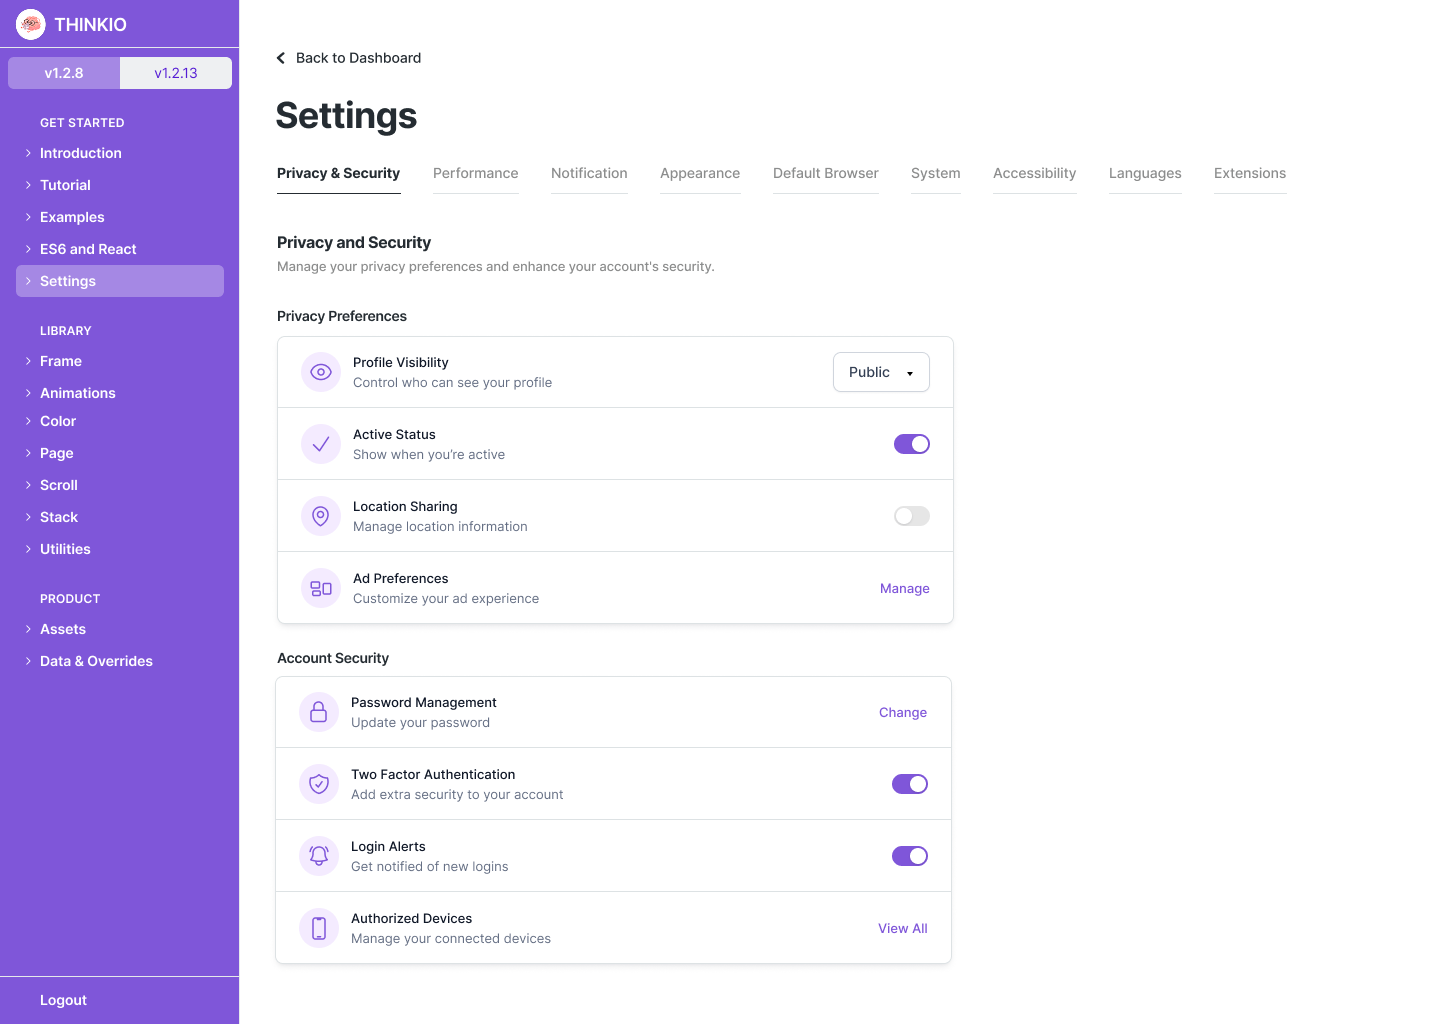 THINKIO
v1.2.8
v1.2.13
GET STARTED
Introduction
Tutorial
Examples
ES6 and React
Settings
LIBRARY
Frame
Animations
Color
Page
Scroll
Stack
Utilities
PRODUCT
Assets
Data & Overrides
Logout
Back to Dashboard
Settings
Privacy & Security
Performance
Notification
Appearance
Default Browser
System
Accessibility
Languages
Extensions
Privacy and Security
Manage your privacy preferences and enhance your account's security.
Privacy Preferences
Profile Visibility
Control who can see your profile
Public
Active Status
Show when you’re active
Location Sharing
Manage location information
Ad Preferences
Customize your ad experience
Manage
Account Security
Password Management
Update your password
Change
Two Factor Authentication
Add extra security to your account
Login Alerts
Get notified of new logins
Authorized Devices
Manage your connected devices
View All